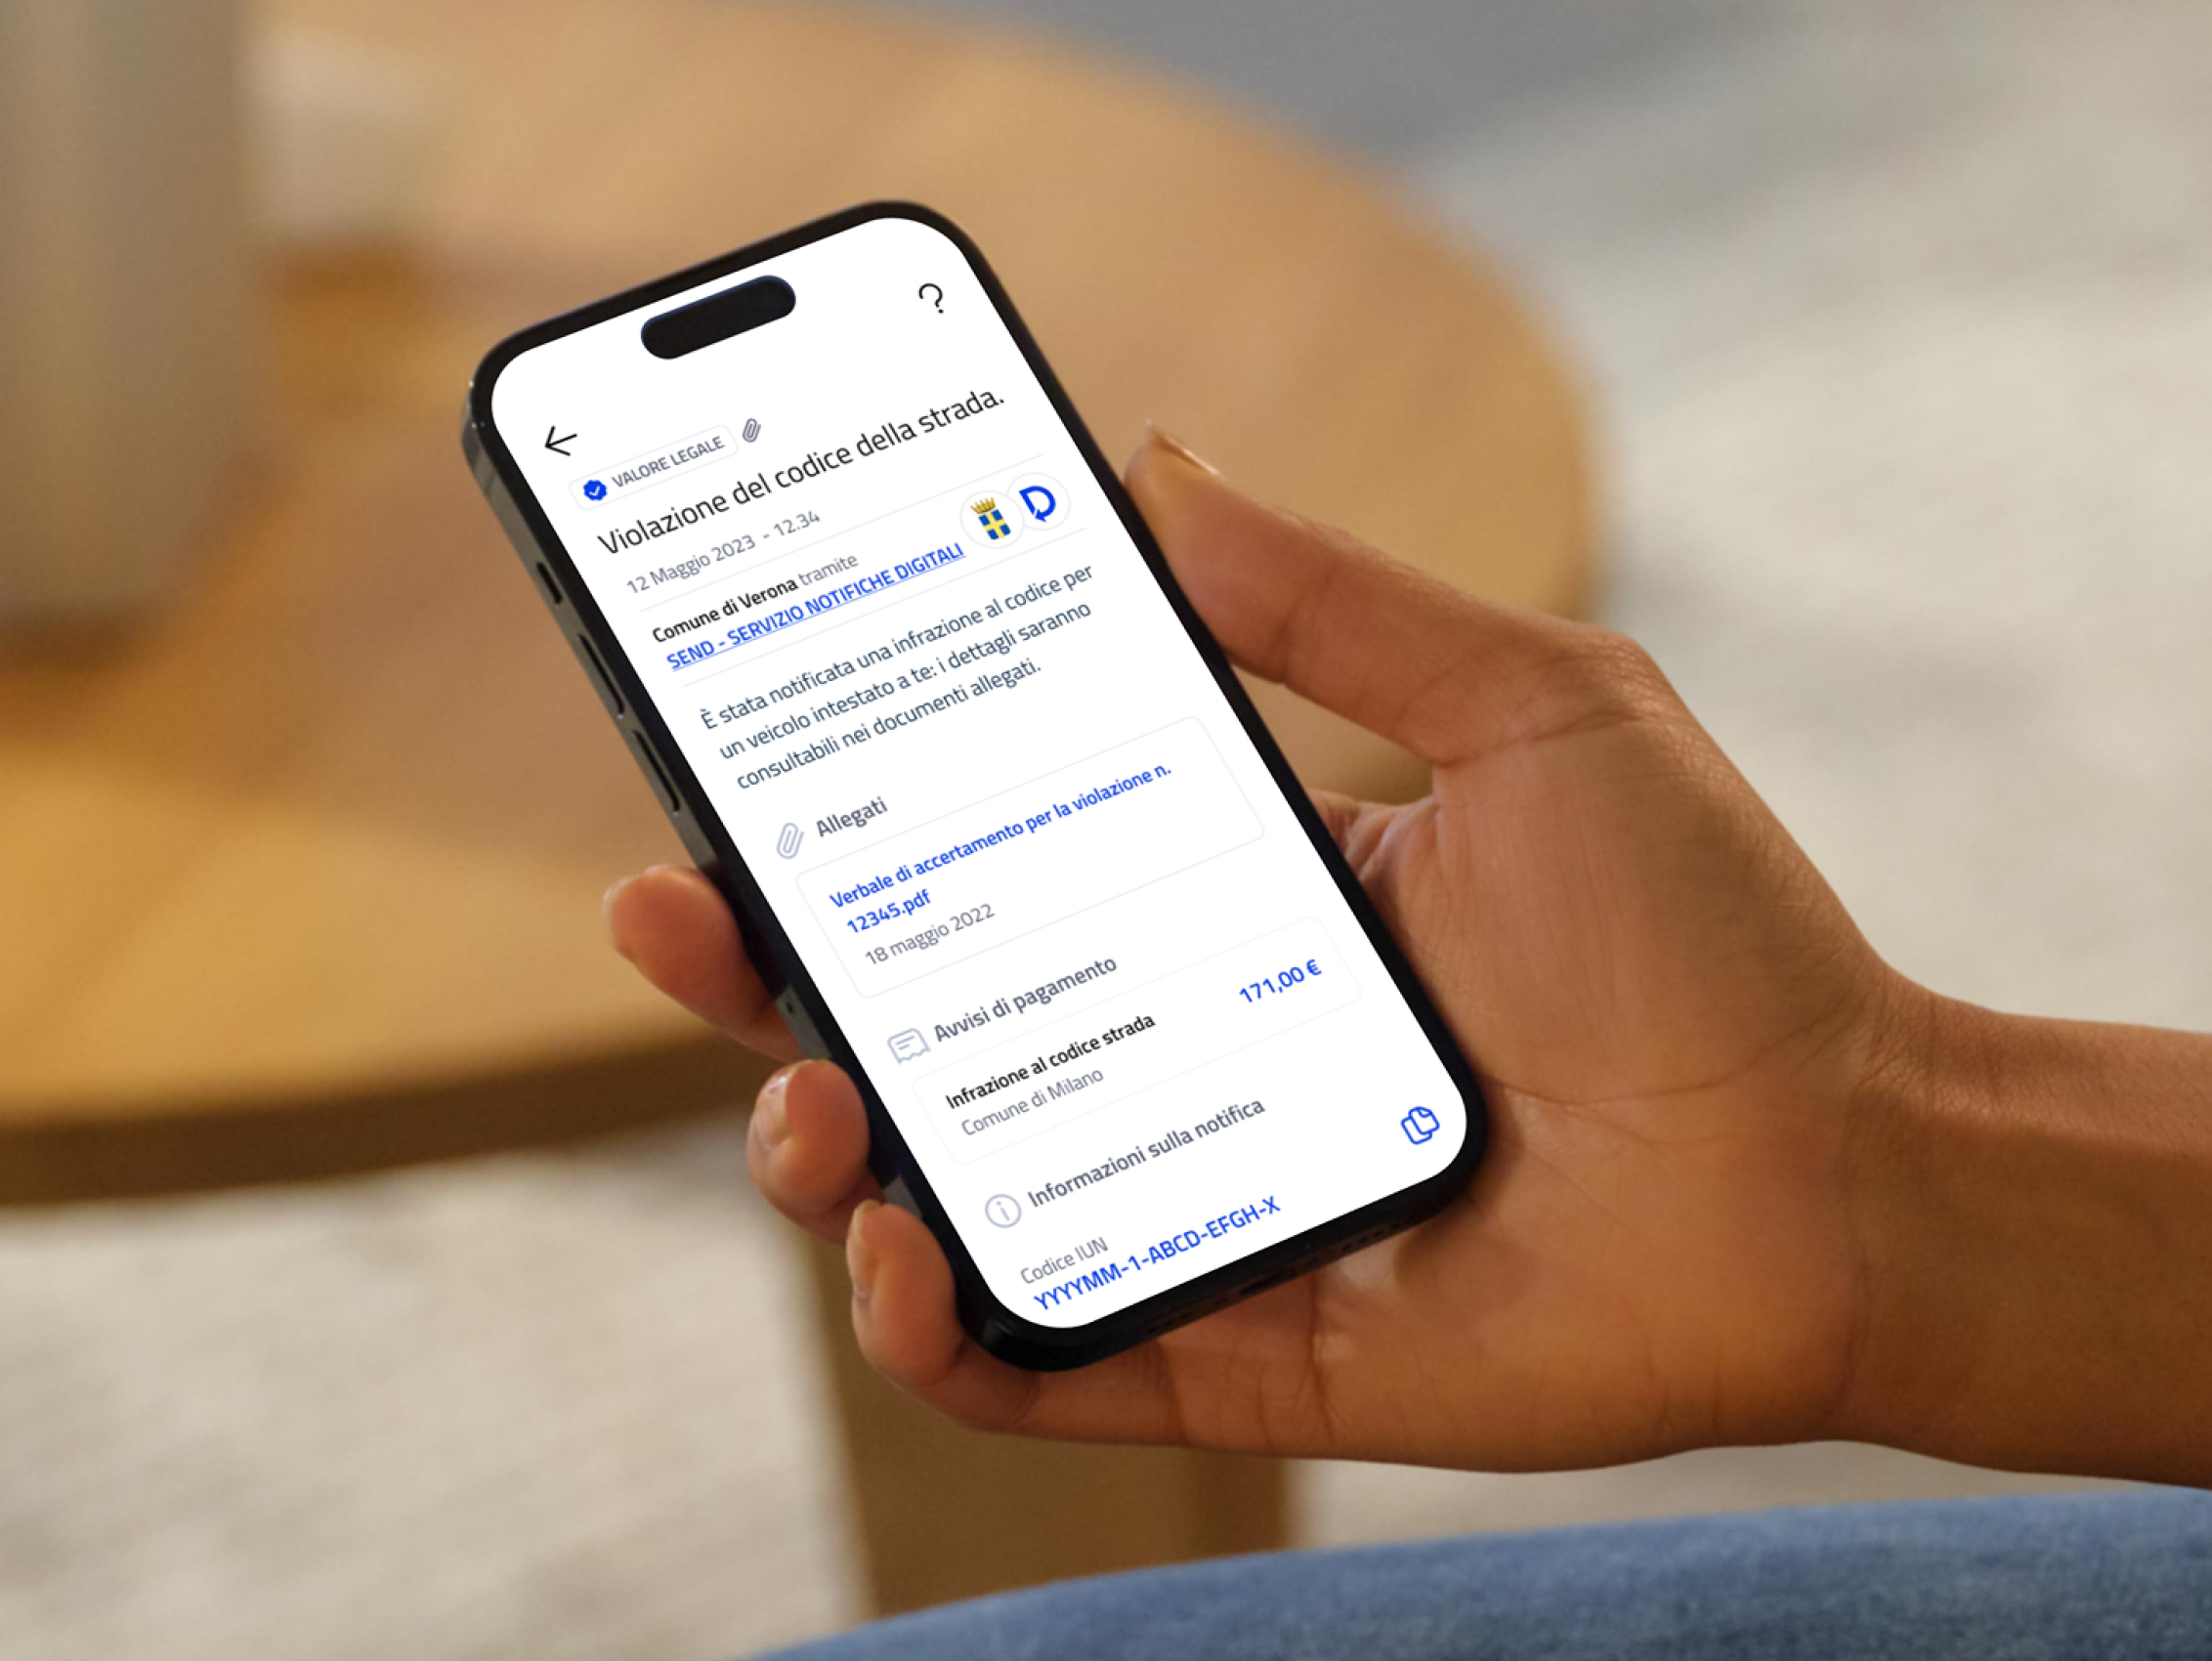 VALORE LEGALE
Violazione del codice della strada.
12 Maggio 2023 - 12.34
Comune di Verona tramite
SEND - SERVIZIO NOTIFICHE DIGITALI
È stata notificata una infrazione al codice per
un veicolo intestato a te: i dettagli saranno
consultabili nei documenti allegati.
Allegati
Verbale di accertamento per la violazione n.
12345.pdf
18 maggio 2022
Avvisi di pagamento
Infrazione al codice strada
171,00 €
Comune di Milano
Informazioni sulla notifica
Codice IUN
YYYYMM-1-ABCD-EFGH-X